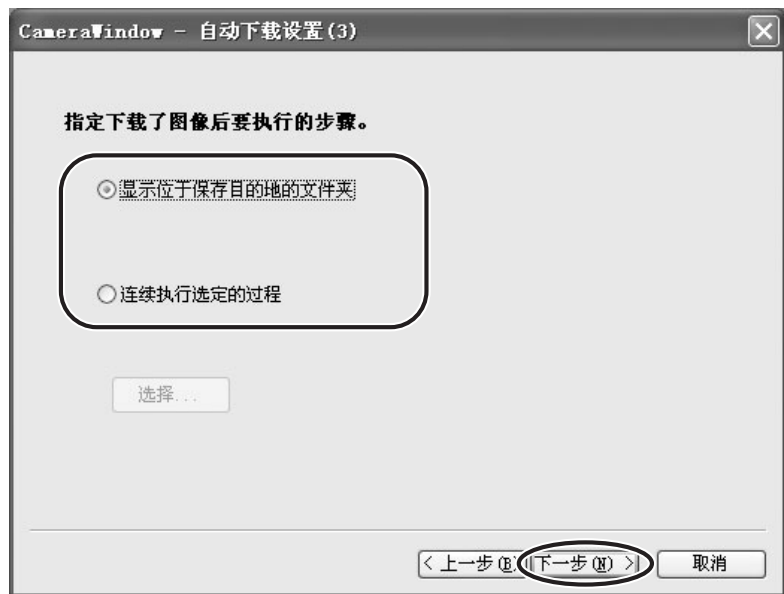 CameraWindow - 自动下载设置(3)
指定下载了图像后要执行的步骤。
显示位于保存目的地的文件夹
连续执行选定的过程
选择...
< 上一步(B) 下一步(N) > 取消